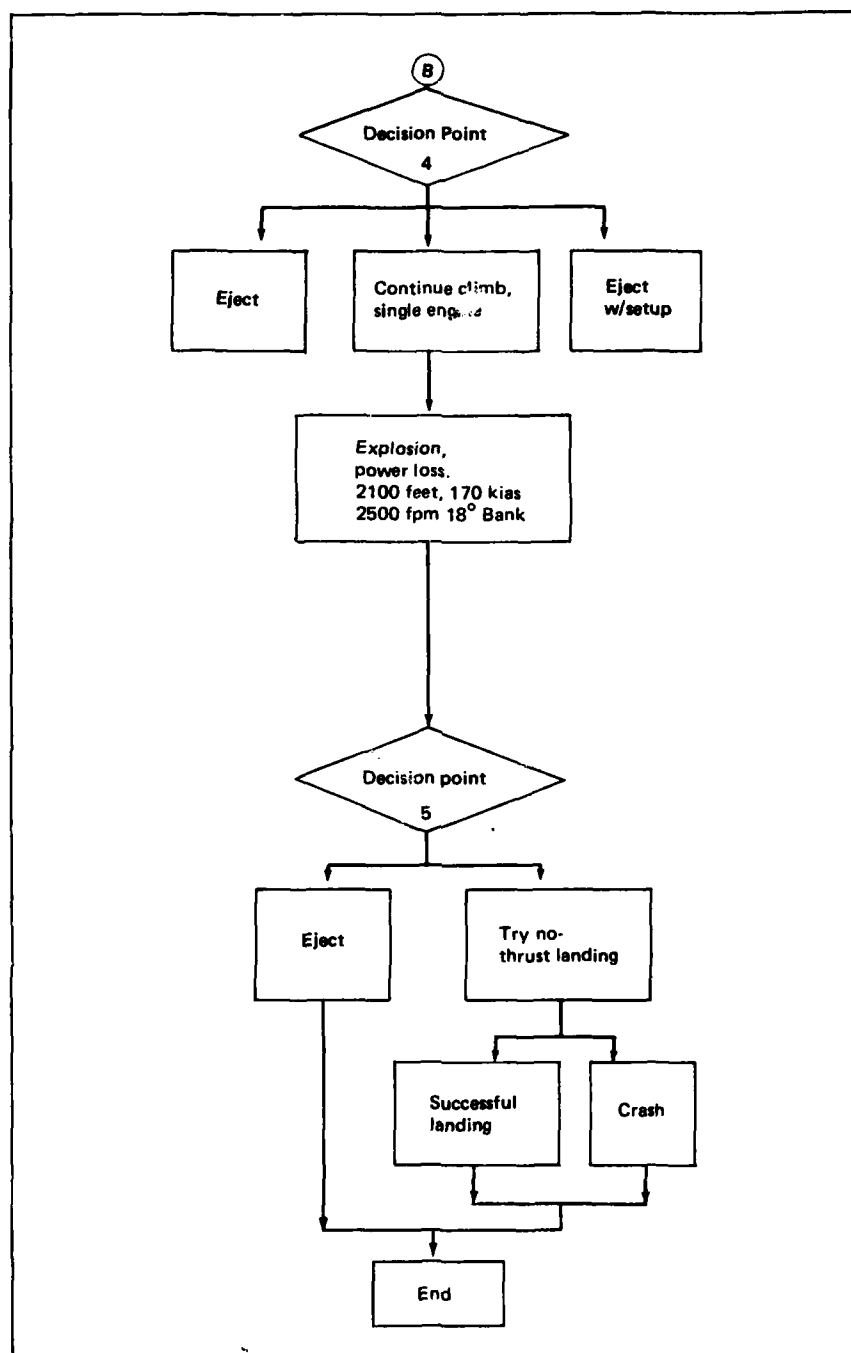 B
Decision Point
4
Eject
Continue climb,
single engine
Eject
w/setup
Explosion,
power loss.
2100 feet, 170 kias
2500 fpm 18° Bank
Decision point
5
Eject
Try no-
thrust landing
Successful
landing
Crash
End